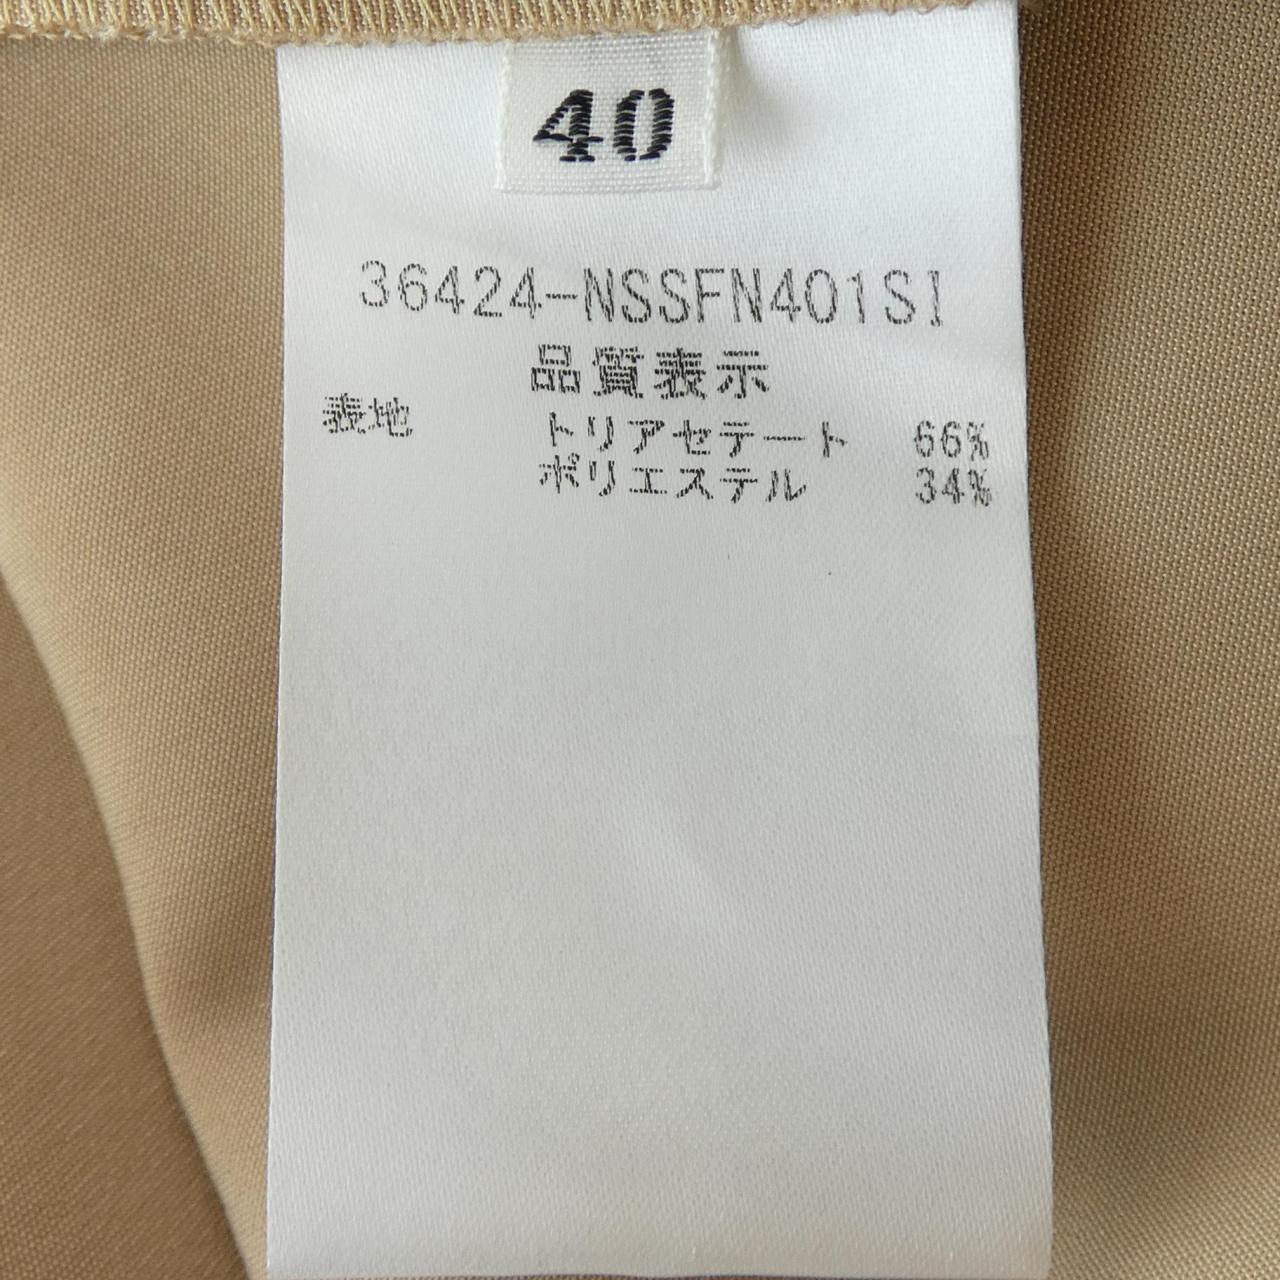 40
36424-NSSFN401SI
品質表示
表地 トリアセテート 66%
ポリエステル 34%